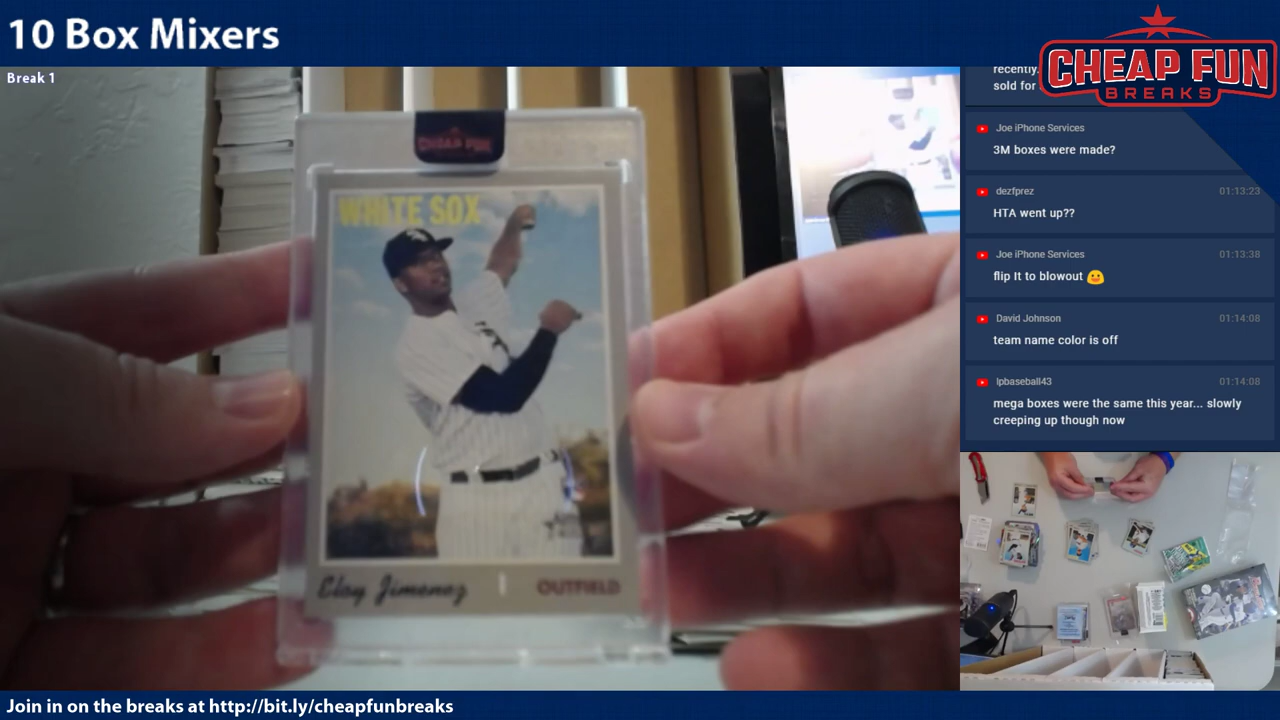 10 Box Mixers
CHEAP FUN
BREAKS
Break 1
recently.
sold for
Joe iPhone Services
3M boxes were made?
dezfprez
01:13:23
HTA went up??
Joe iPhone Services
01:13:38
flip It to blowout
David Johnson
01:14:08
team name color is off
lpbaseball43
01:14:08
mega boxes were the same this year... slowly
creeping up though now
CHEAP FUN
WHITE SOX
Eloy Jimenez
OUTFIELD
Join in on the breaks at http://bit.ly/cheapfunbreaks